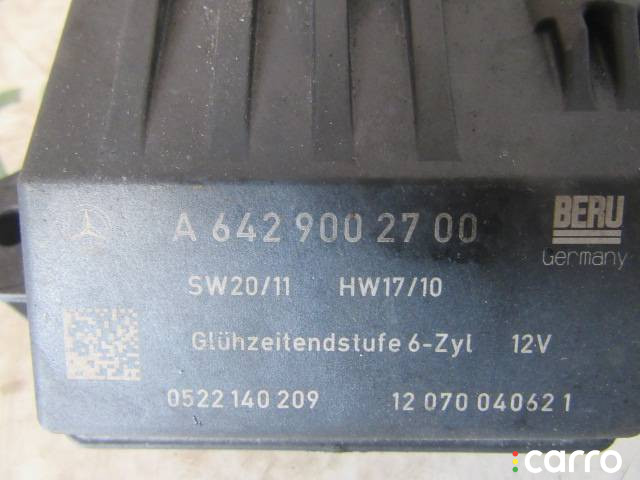 A 642 900 27 00
BERU
Germany
SW20/11 HW17/10
Glühzeitendstufe 6-Zyl 12V
0522 140 209 12 070 04062 1
carro